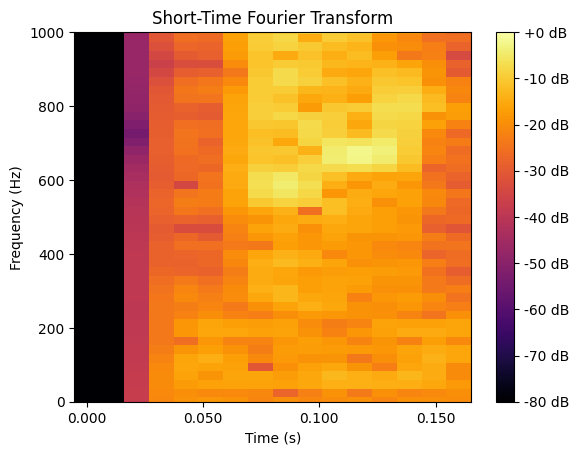 Short-Time Fourier Transform
1000
800
600
400
200
0
Frequency (Hz)
0.000
0.050
0.100
0.150
Time (s)
+0 dB
-10 dB
-20 dB
-30 dB
-40 dB
-50 dB
-60 dB
-70 dB
-80 dB